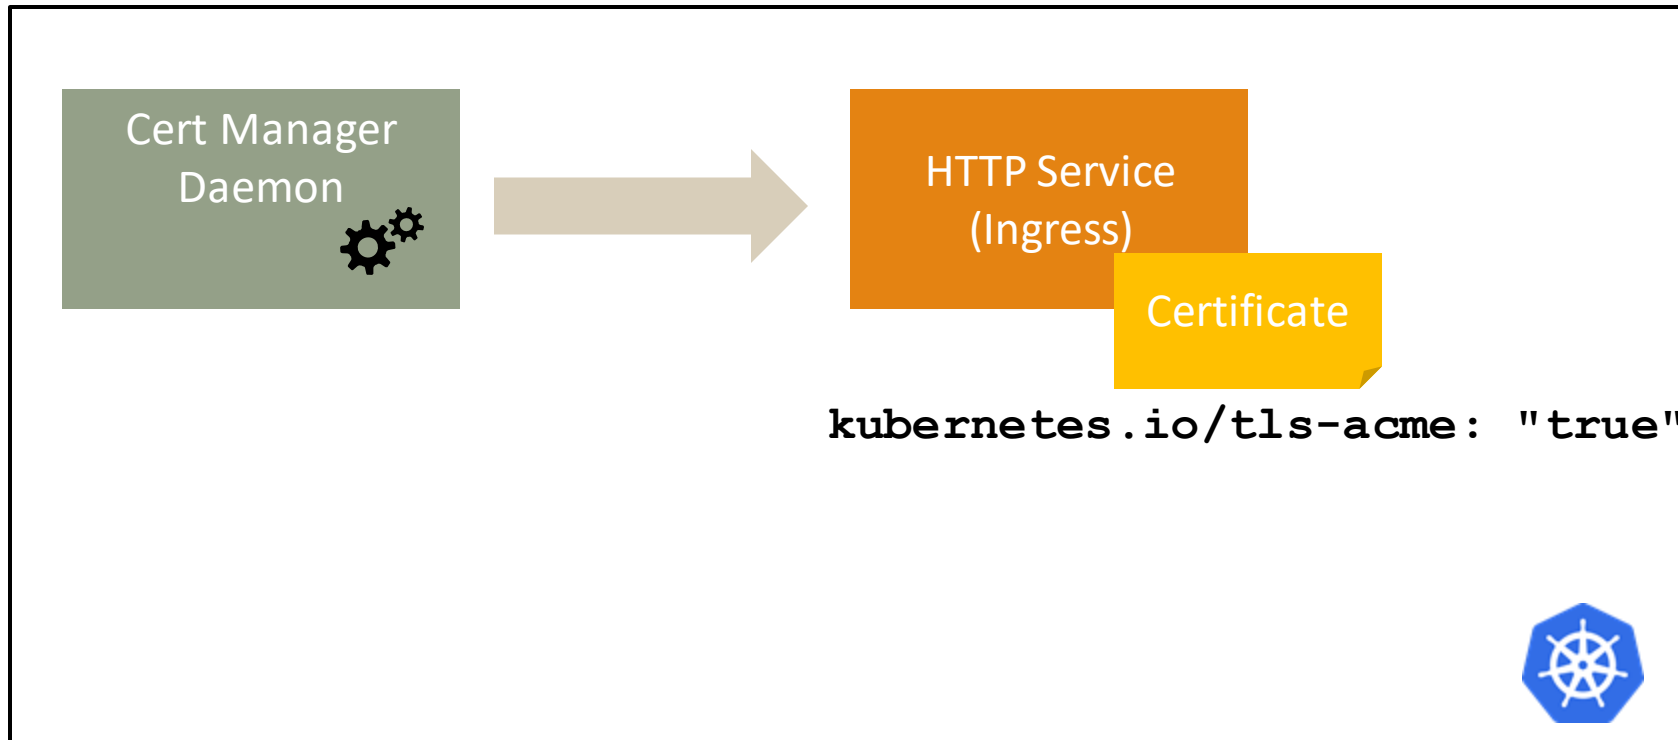 Cert Manager
Daemon
HTTP Service
(Ingress)
Certificate
kubernetes.io/tls-acme: "true"